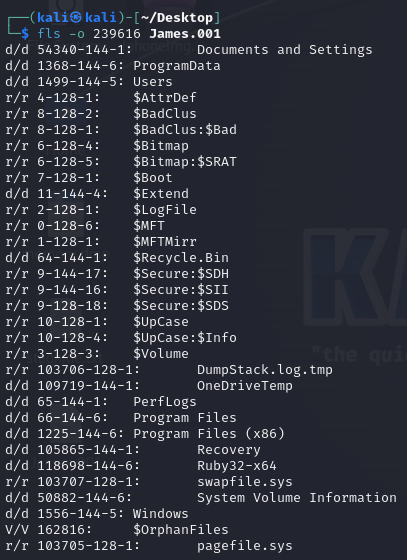 ┌──(kali㉿kali)-[~/Desktop]
└─$ fls -o 239616 James.001
d/d 54340-144-1:        Documents and Settings
d/d 1368-144-6: ProgramData
d/d 1499-144-5: Users
r/r 4-128-1:    $AttrDef
r/r 8-128-2:    $BadClus
r/r 8-128-1:    $BadClus:$Bad
r/r 6-128-4:    $Bitmap
r/r 6-128-5:    $Bitmap:$SRAT
r/r 7-128-1:    $Boot
d/d 11-144-4:   $Extend
r/r 2-128-1:    $LogFile
r/r 0-128-6:    $MFT
r/r 1-128-1:    $MFTMirr
d/d 64-144-1:   $Recycle.Bin
r/r 9-144-17:   $Secure:$SDH
r/r 9-144-16:   $Secure:$SII
r/r 9-128-18:   $Secure:$SDS
r/r 10-128-1:   $UpCase
r/r 10-128-4:   $UpCase:$Info
r/r 3-128-3:    $Volume
r/r 103706-128-1:       DumpStack.log.tmp
d/d 109719-144-1:       OneDriveTemp
d/d 65-144-1:   PerfLogs
d/d 66-144-6:   Program Files
d/d 1225-144-6: Program Files (x86)
d/d 105865-144-1:       Recovery
d/d 118698-144-6:       Ruby32-x64
r/r 103707-128-1:       swapfile.sys
d/d 50882-144-6:        System Volume Information
d/d 1556-144-5: Windows
V/V 162816:     $OrphanFiles
r/r 103705-128-1:       pagefile.sys
KA
"the qui